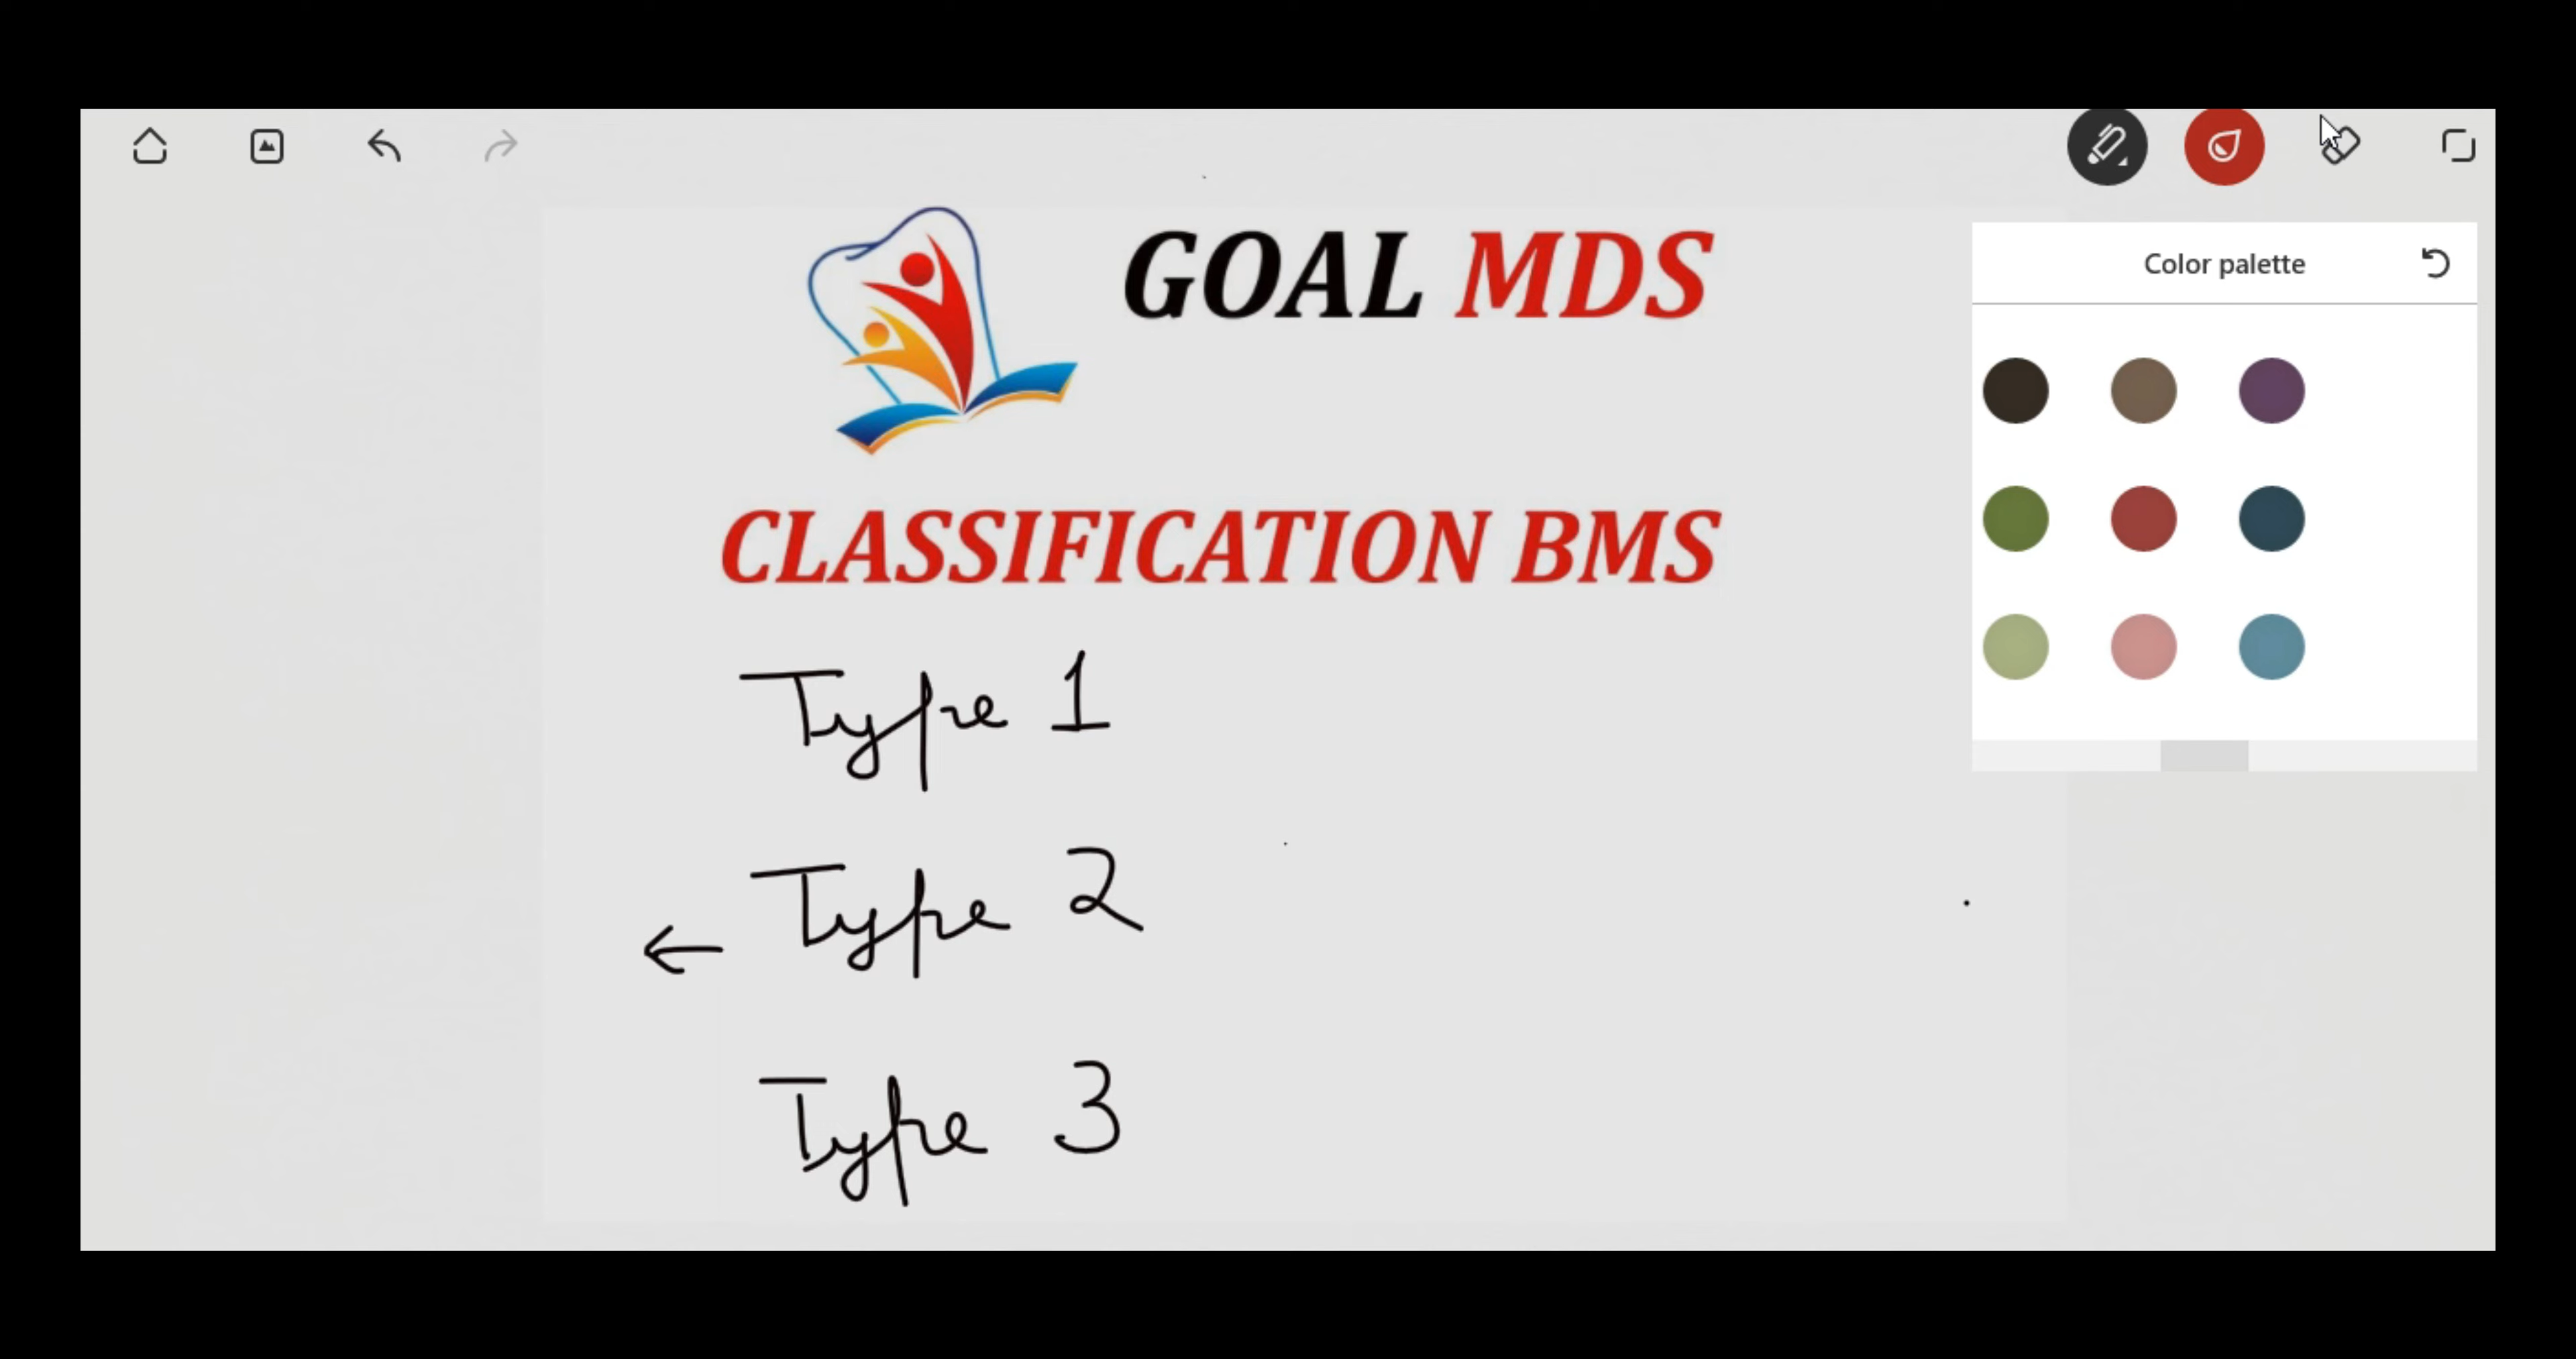 GOAL MDS
Color palette
CLASSIFICATION BMS
Type 1
Type 2
← Type 3